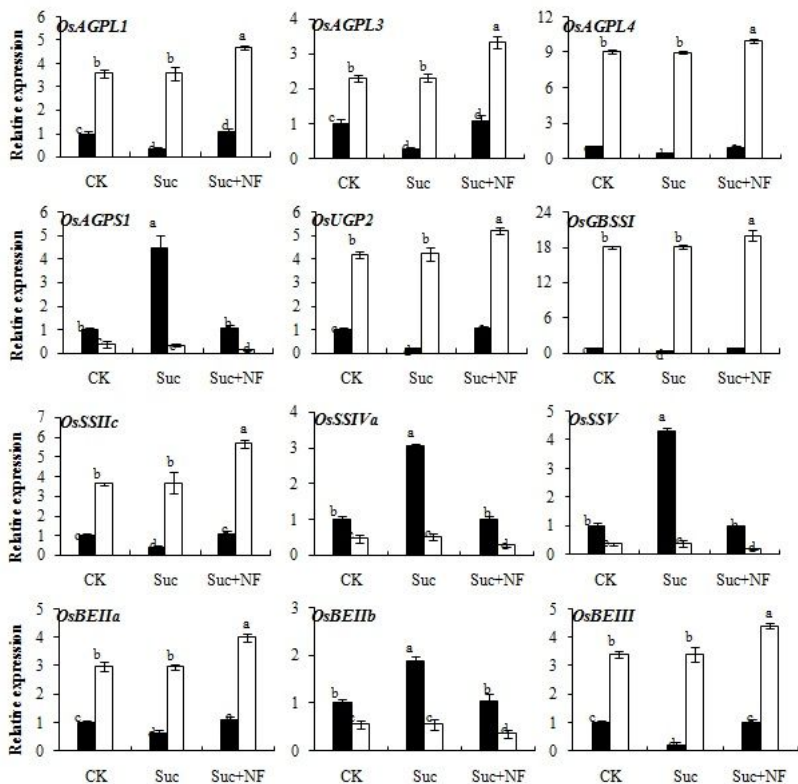 OsAGPL1 OsAGPL3 OsAGPL4
Relative expression
6
5
4
3
2
1
0
b b a
c d d
CK Suc Suc+NF
4
3
2
1
0
b b a
c d d
CK Suc Suc+NF
12
9
6
3
0
b b a
CK Suc Suc+NF
OsAGPS1 OsUGP2 OsGBSSI
Relative expression
6
5
4
3
2
1
0
b a b
c c d
CK Suc Suc+NF
6
5
4
3
2
1
0
b b a
c d c
CK Suc Suc+NF
24
18
12
6
0
b b a
d
CK Suc Suc+NF
OsSSIIc OsSSIVa OsSSV
Relative expression
7
6
5
4
3
2
1
0
b b a
c d c
CK Suc Suc+NF
4
3
2
1
0
b a b
c c d
CK Suc Suc+NF
5
4
3
2
1
0
b a b
c c d
CK Suc Suc+NF
OsBEIIa OsBEIIb OsBEIII
Relative expression
5
4
3
2
1
0
b b a
c d c
CK Suc Suc+NF
3
2
1
0
b a b
c c d
CK Suc Suc+NF
5
4
3
2
1
0
b b a
c d c
CK Suc Suc+NF